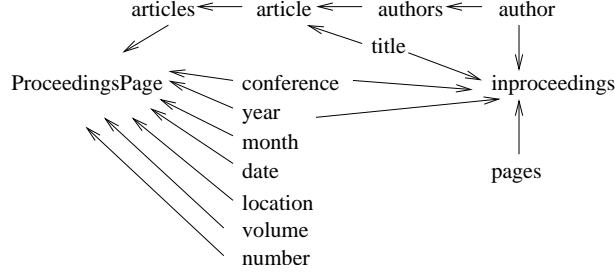 articles article authors author
title
ProceedingsPage conference inproceedings
year
month
date pages
location
volume
number